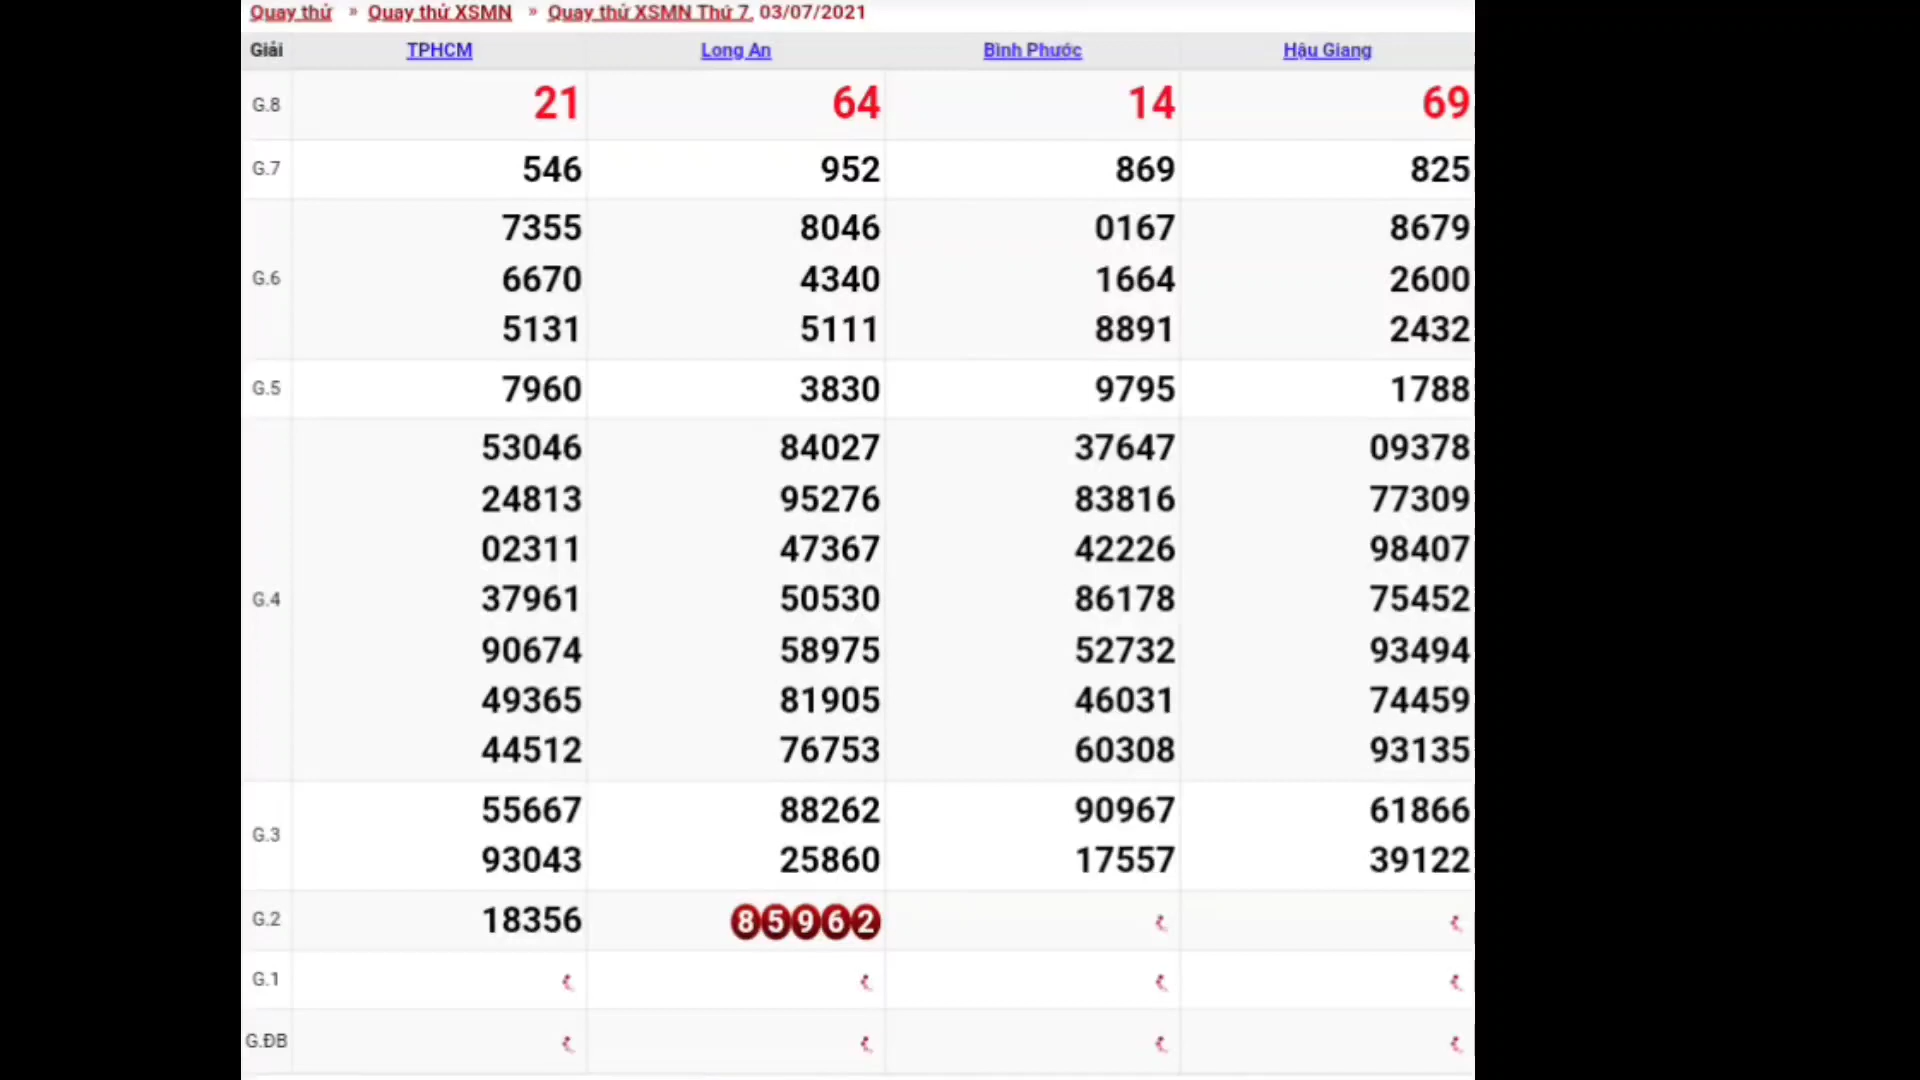 Quay thử » Quay thử XSMN » Quay thử XSMN Thứ 7, 03/07/2021
Giải TPHCM Long An Bình Phước Hậu Giang
G.8 21 64 14 69
G.7 546 952 869 825
7355 8046 0167 8679
G.6 6670 4340 1664 2600
5131 5111 8891 2432
G.5 7960 3830 9795 1788
53046 84027 37647 09378
24813 95276 83816 77309
02311 47367 42226 98407
G.4 37961 50530 86178 75452
90674 58975 52732 93494
49365 81905 46031 74459
44512 76753 60308 93135
G.3 55667 88262 90967 61866
93043 25860 17557 39122
G.2 18356 85962
G.1
G.ĐB